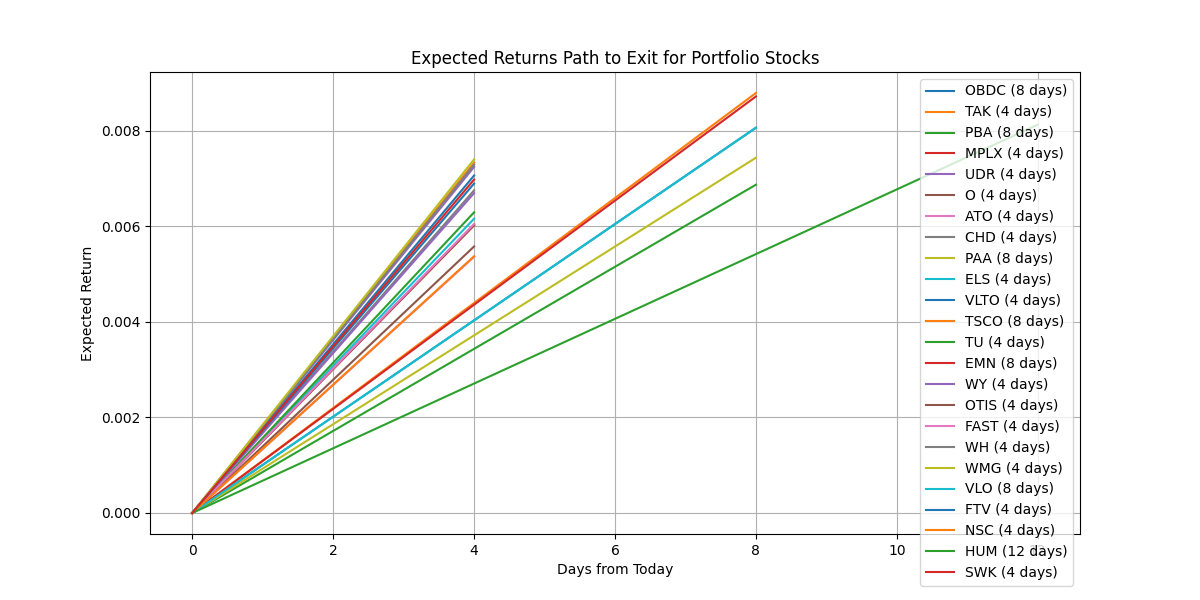 Expected Returns Path to Exit for Portfolio Stocks
Expected Return
0.008
0.006
0.004
0.002
0.000
0 2 4 6 8 10
Days from Today
OBDC (8 days)
TAK (4 days)
PBA (8 days)
MPLX (4 days)
UDR (4 days)
O (4 days)
ATO (4 days)
CHD (4 days)
PAA (8 days)
ELS (4 days)
VLTO (4 days)
TSCO (8 days)
TU (4 days)
EMN (8 days)
WY (4 days)
OTIS (4 days)
FAST (4 days)
WH (4 days)
WMG (4 days)
VLO (8 days)
FTV (4 days)
NSC (4 days)
HUM (12 days)
SWK (4 days)